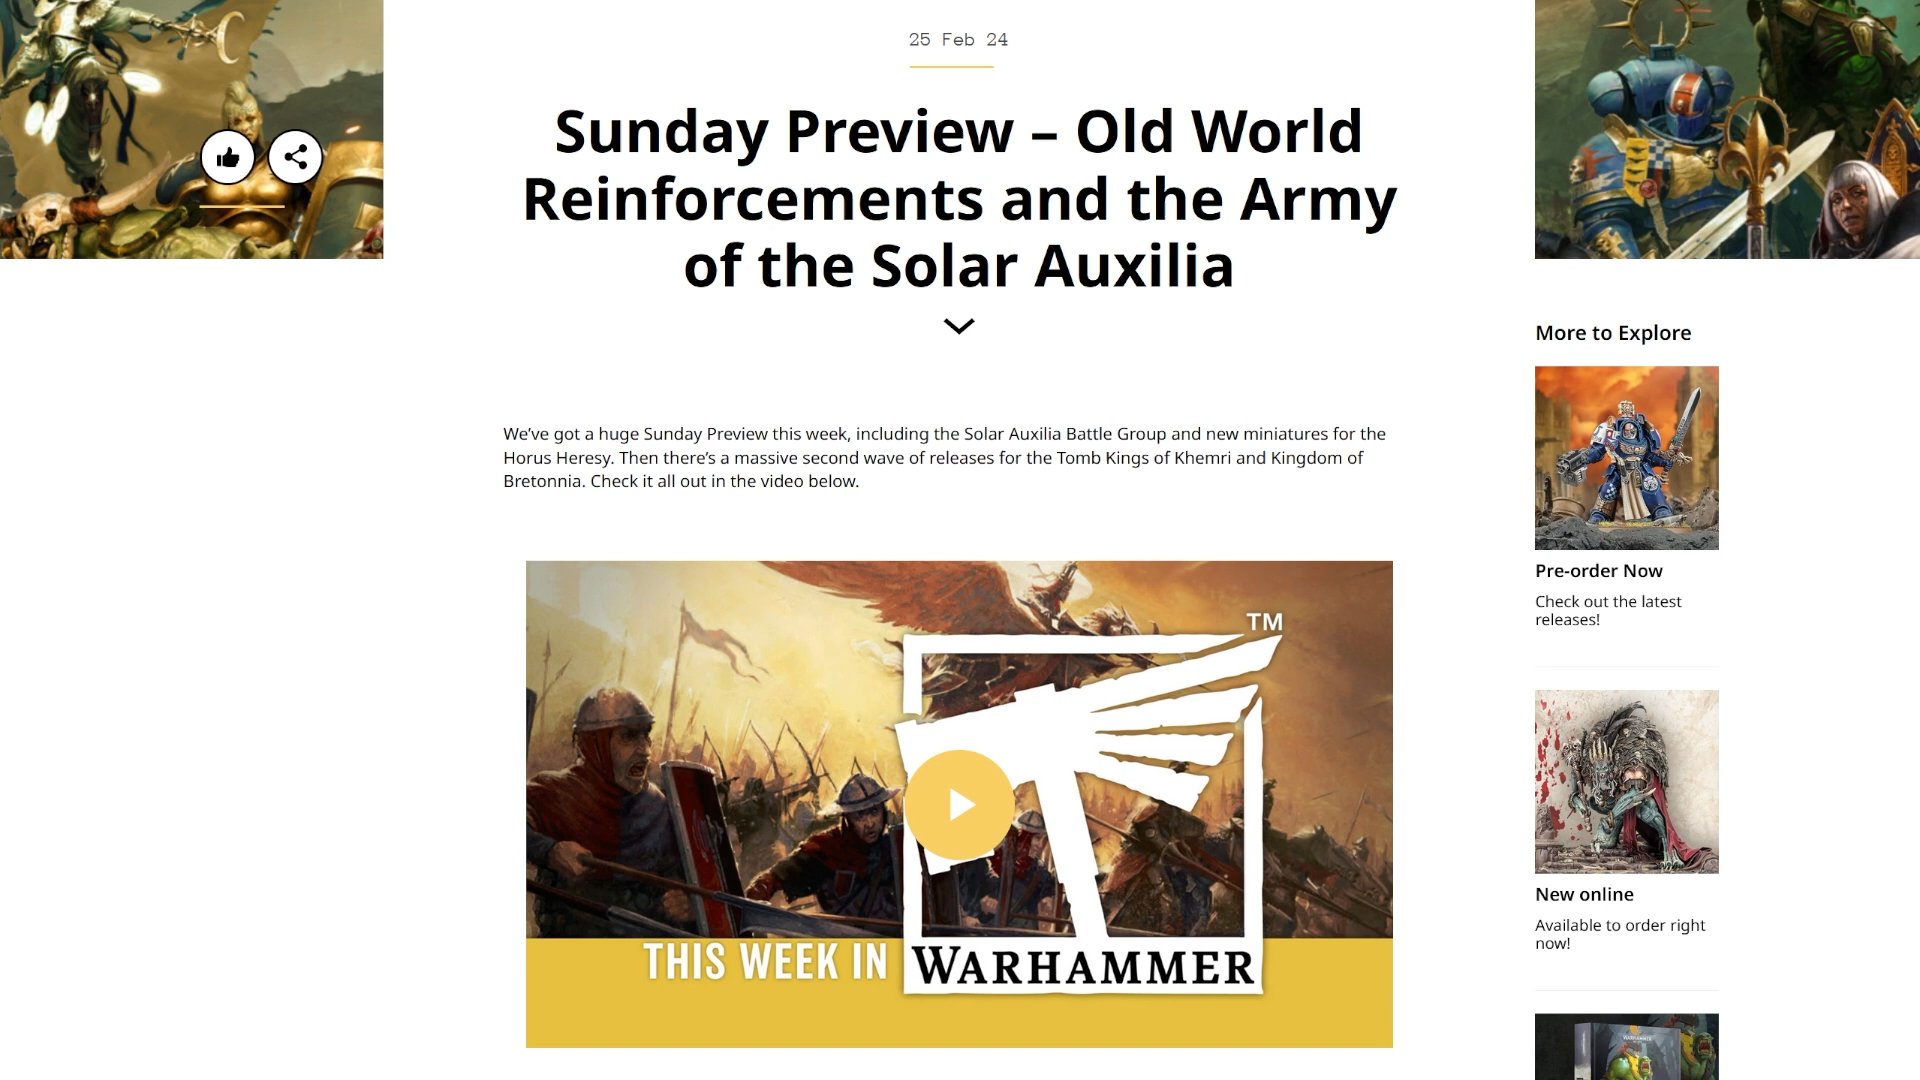 25 Feb 24
Sunday Preview – Old World
Reinforcements and the Army
of the Solar Auxilia
We’ve got a huge Sunday Preview this week, including the Solar Auxilia Battle Group and new miniatures for the
Horus Heresy. Then there’s a massive second wave of releases for the Tomb Kings of Khemri and Kingdom of
Bretonnia. Check it all out in the video below.
TM
THIS WEEK IN WARHAMMER
More to Explore
Pre-order Now
Check out the latest
releases!
New online
Available to order right
now!